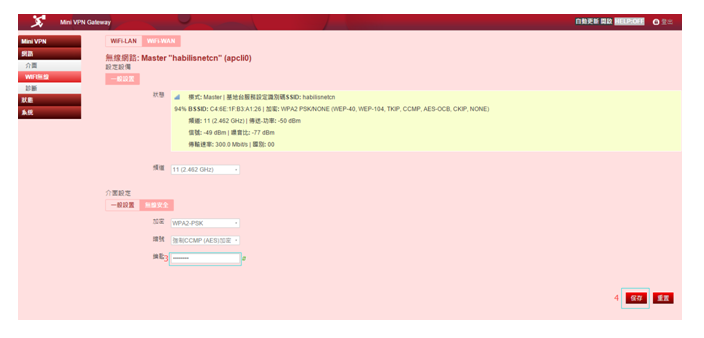 Mini VPN Gateway
自動更新 開啟 HELP:OFF 登出
Mini VPN
網路
介面
WIFI無線
診斷
狀態
系統
WiFi-LAN WiFi-WAN
無線網路: Master "habilisnetcn" (apcli0)
設定設備
一般設置
狀態
模式: Master | 基地台服務設定識別碼SSID: habilisnetcn
94% BSSID: C4:6E:1F:B3:A1:26 | 加密: WPA2 PSK/NONE (WEP-40, WEP-104, TKIP, CCMP, AES-OCB, CKIP, NONE)
頻道: 11 (2.462 GHz) | 傳送-功率: -50 dBm
信號: -49 dBm | 噪音比: -77 dBm
傳輸速率: 300.0 Mbit/s | 國別: 00
頻道
11 (2.462 GHz)
介面設定
一般設置 無線安全
加密
WPA2-PSK
強制CCMP (AES)加密
3
4 保存 重置